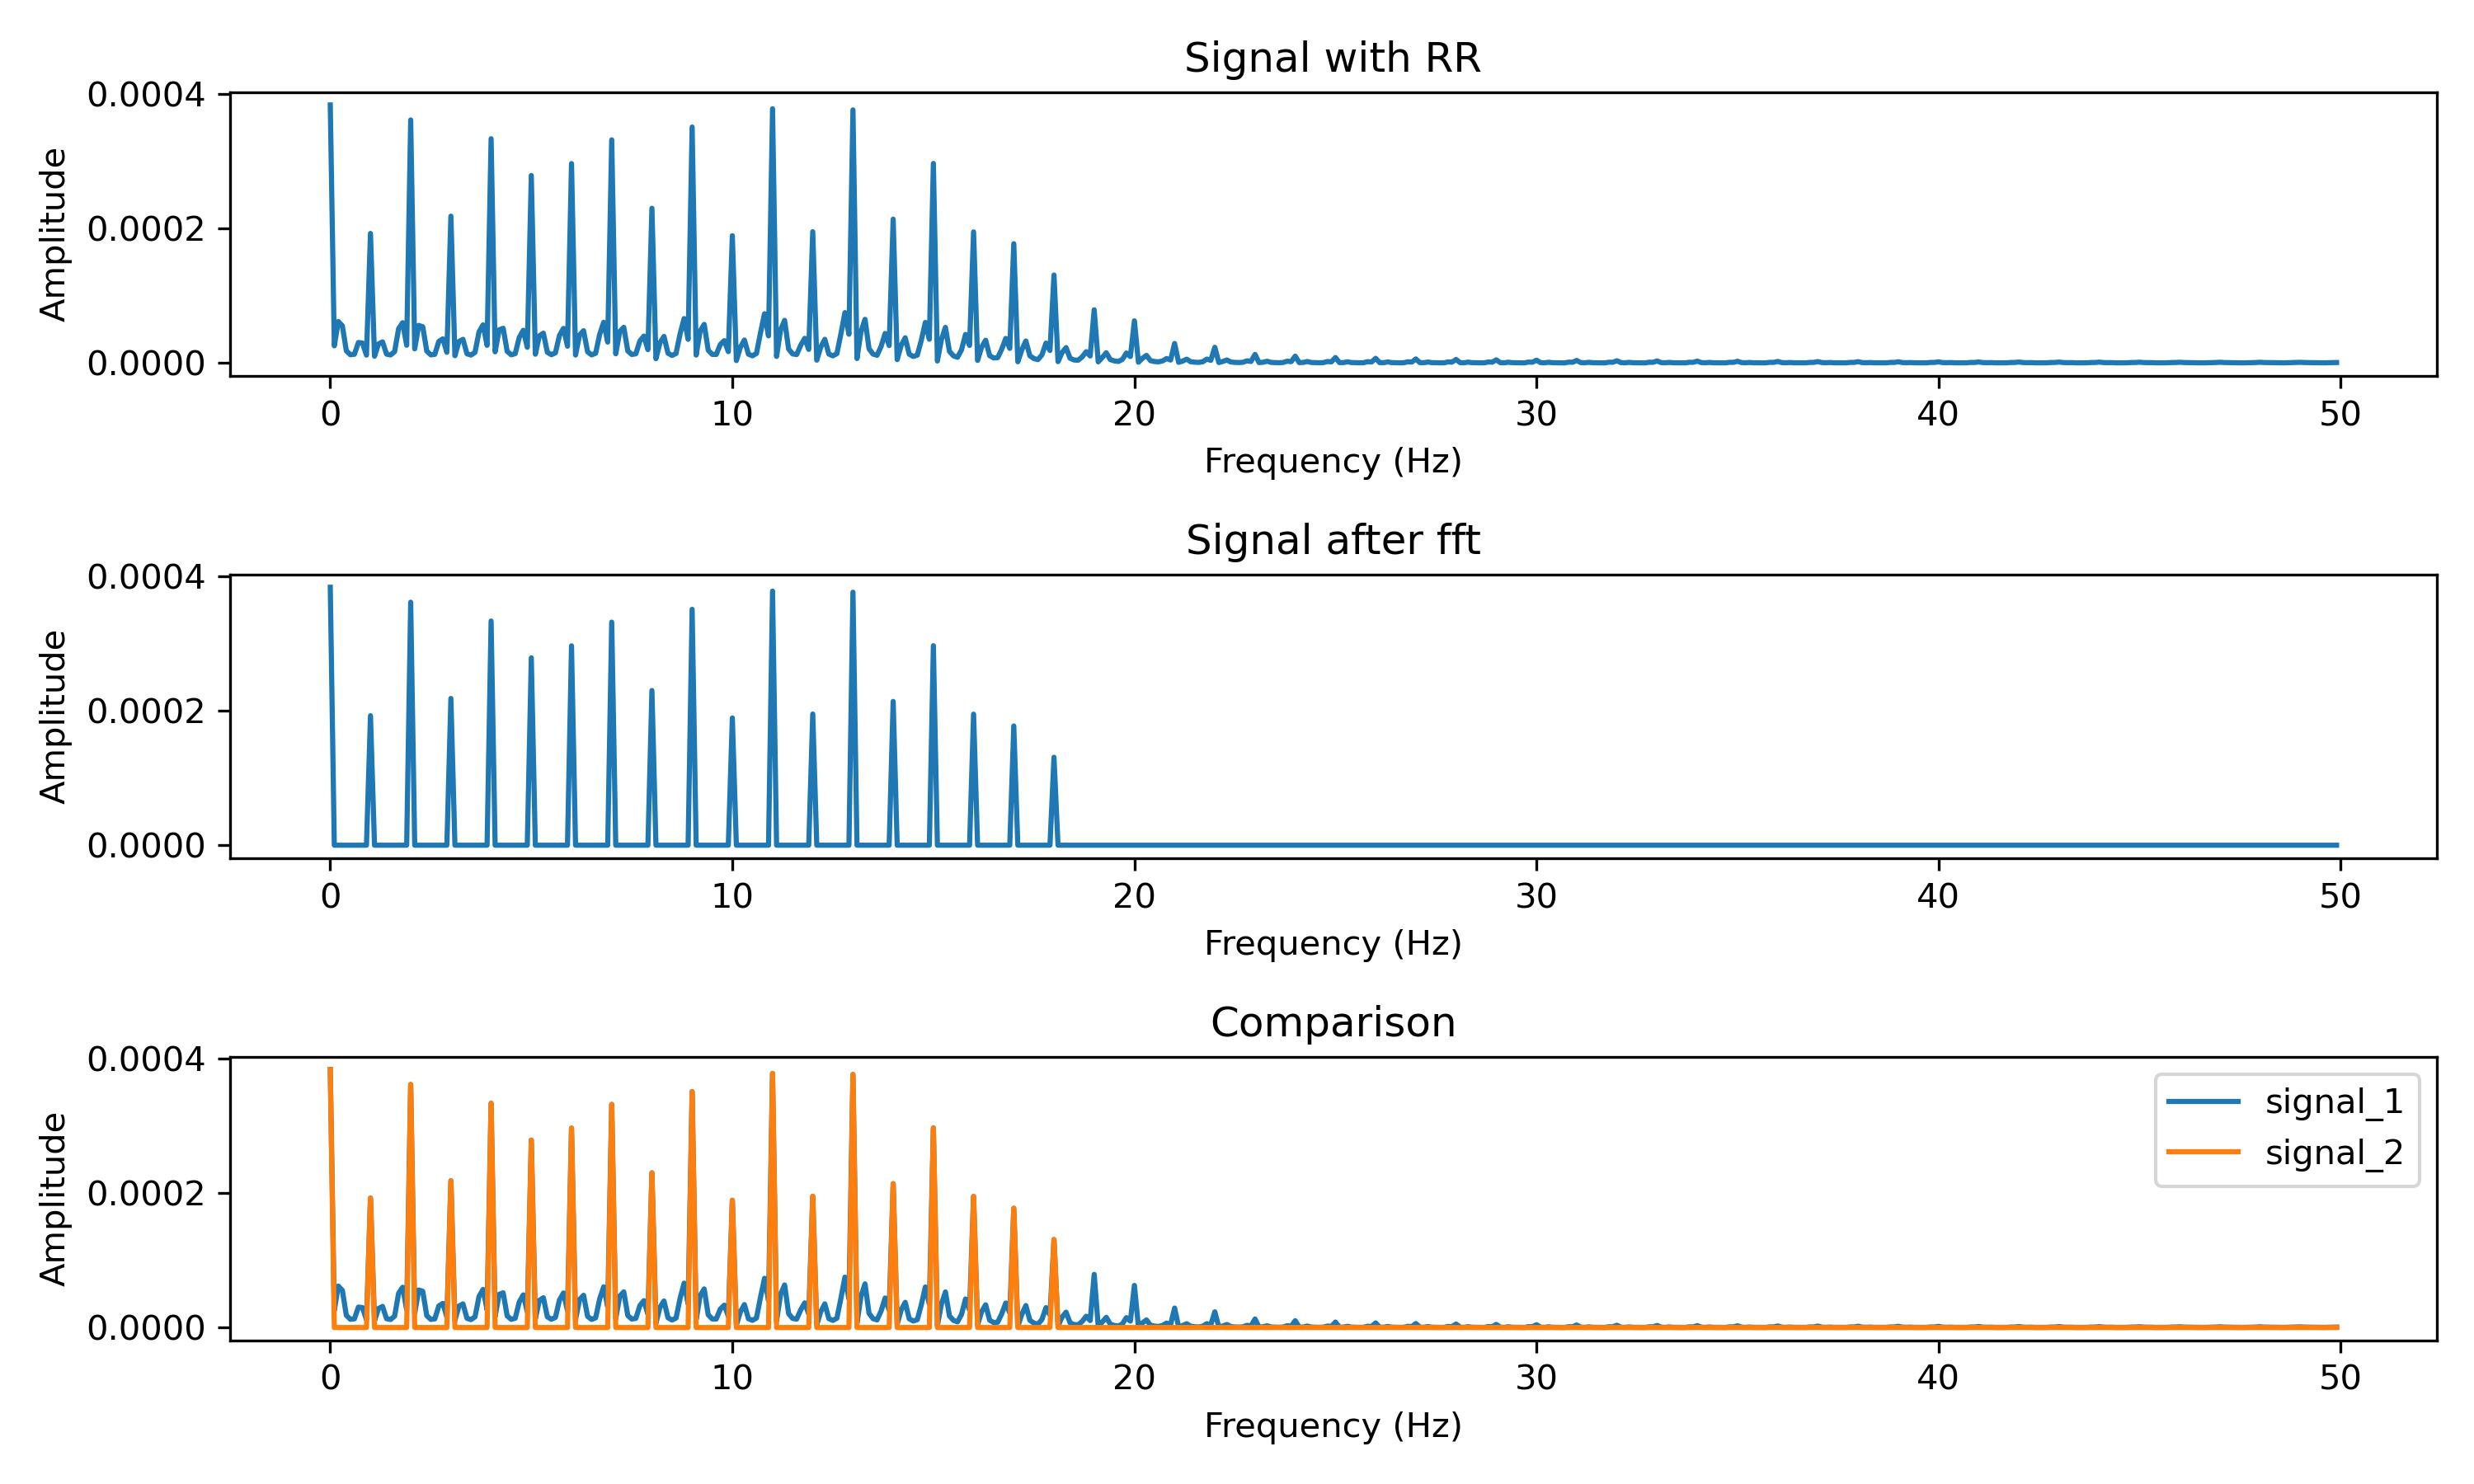 Signal with RR
Amplitude
0.0004
0.0002
0.0000
0 10 20 30 40 50
Frequency (Hz)
Signal after fft
Amplitude
0.0004
0.0002
0.0000
0 10 20 30 40 50
Frequency (Hz)
Comparison
Amplitude
0.0004
0.0002
0.0000
signal_1
signal_2
0 10 20 30 40 50
Frequency (Hz)